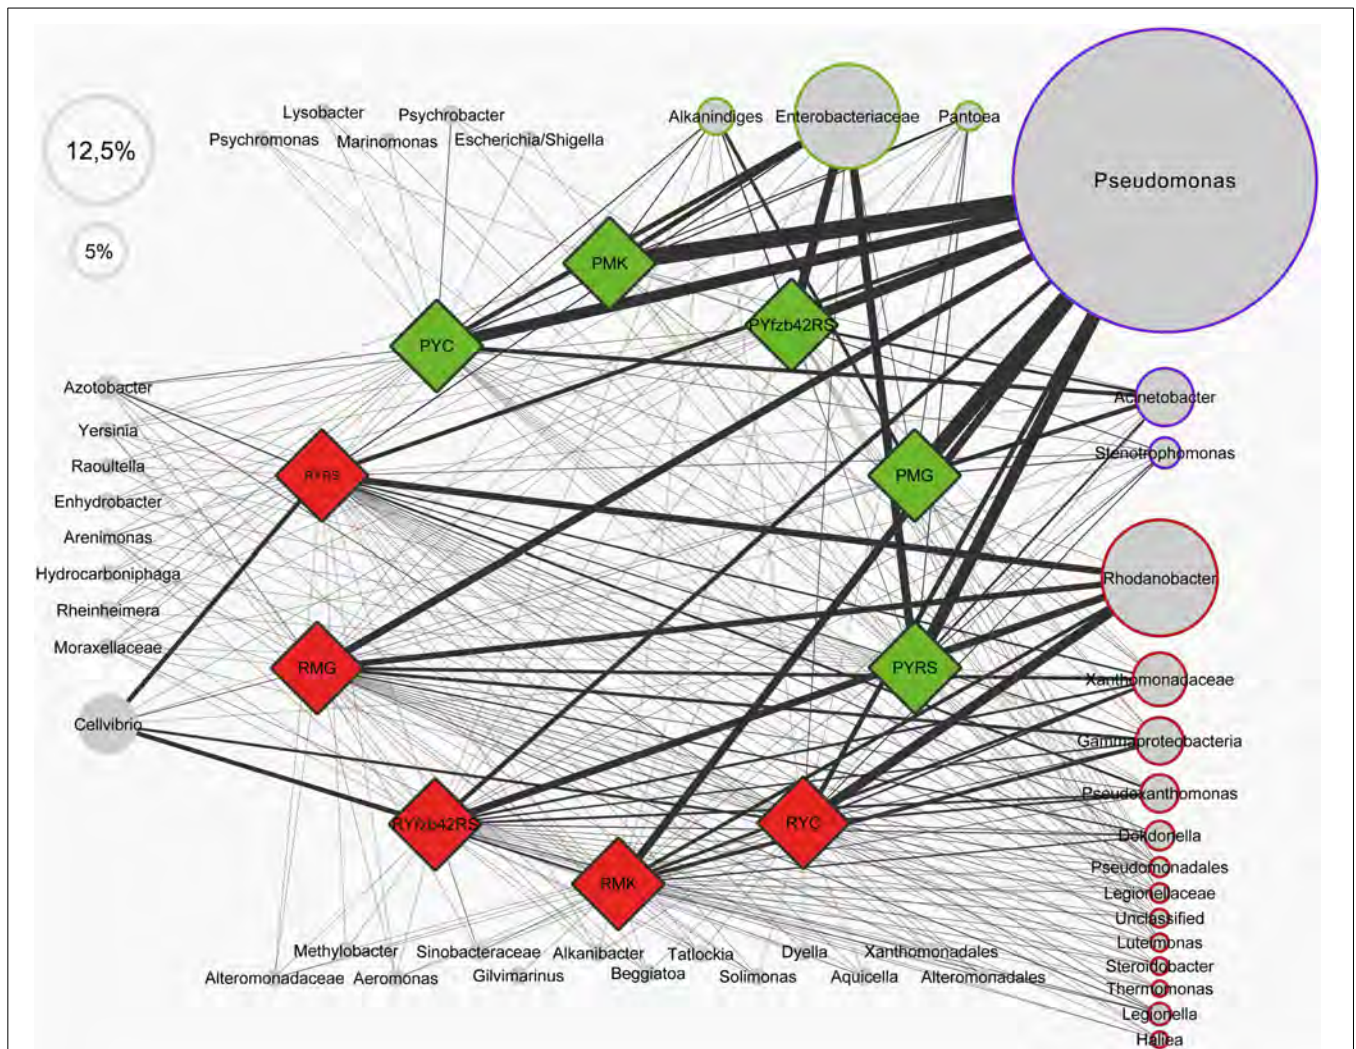 Lysobacter
Psychrobacter
Psychromonas
Marinomonas
Escherichia/Shigella
Alkanindiges
Enterobacteriaceae
Pantoea
12,5%
5%
Pseudomonas
PMK
PYfzb42RS
PYC
Azotobacter
Acinetobacter
Yersinia
Stenotrophomonas
Raoultella
RYRS
PMG
Enhydrobacter
Arenimonas
Hydrocarboniphaga
Rhodanobacter
Rheinheimera
Moraxellaceae
RMG
PYRS
Xanthomonadaceae
Cellvibrio
Gammaproteobacteria
Pseudoxanthomonas
RYfzb42RS
RYC
Dokdonella
Pseudomonadales
RMK
Legionellaceae
Unclassified
Luteimonas
Methylobacter
Sinobacteraceae
Alkanibacter
Tatlockia
Dyella
Xanthomonadales
Steroidobacter
Alteromonadaceae
Aeromonas
Gilvimarinus
Beggiatoa
Solimonas
Aquicella
Alteromonadales
Thermomonas
Legionella
Haliea